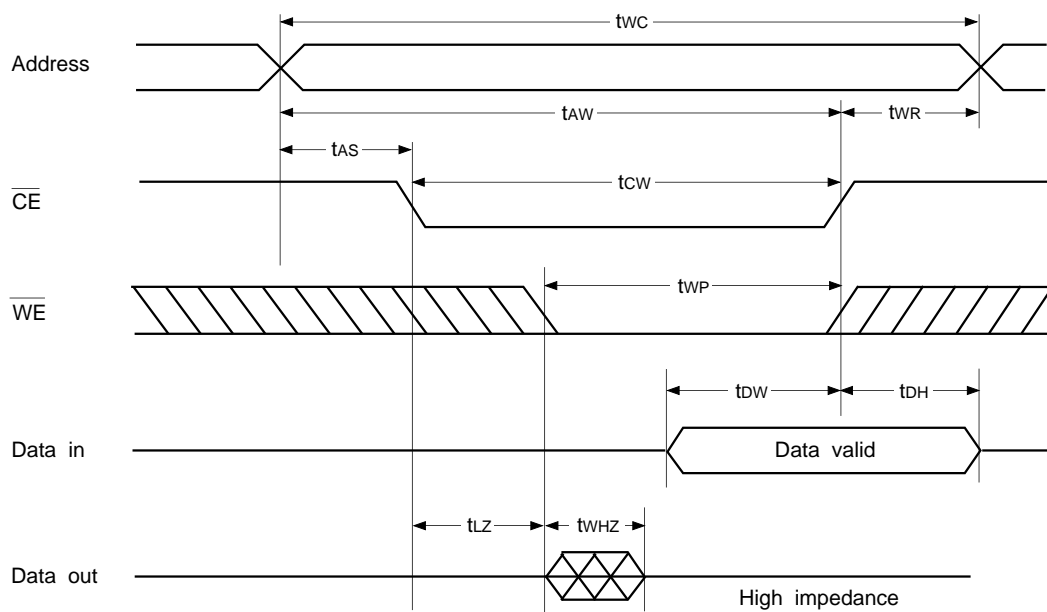 tWC
Address
tAW
tWR
tAS
CE
tCW
WE
tWP
tDW
tDH
Data in
Data valid
tLZ
tWHZ
Data out
High impedance